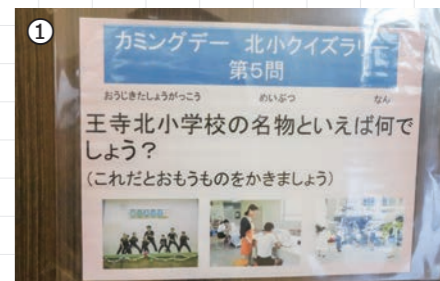 ①
カミングデー 北小クイズラリー
第5問
おうじきたしょうがっこう めいぶつ なん
王寺北小学校の名物といえば何で
しょう？
(これだとおもうものをかきましょう)